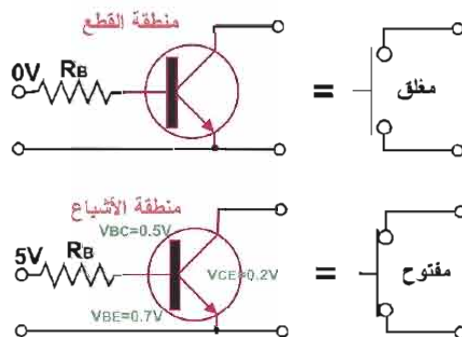 منطقة القطع
0V RB = مغلق
منطقة الأشباع
VBC=0.5V
5V RB VCE=0.2V = مفتوح
VBE=0.7V